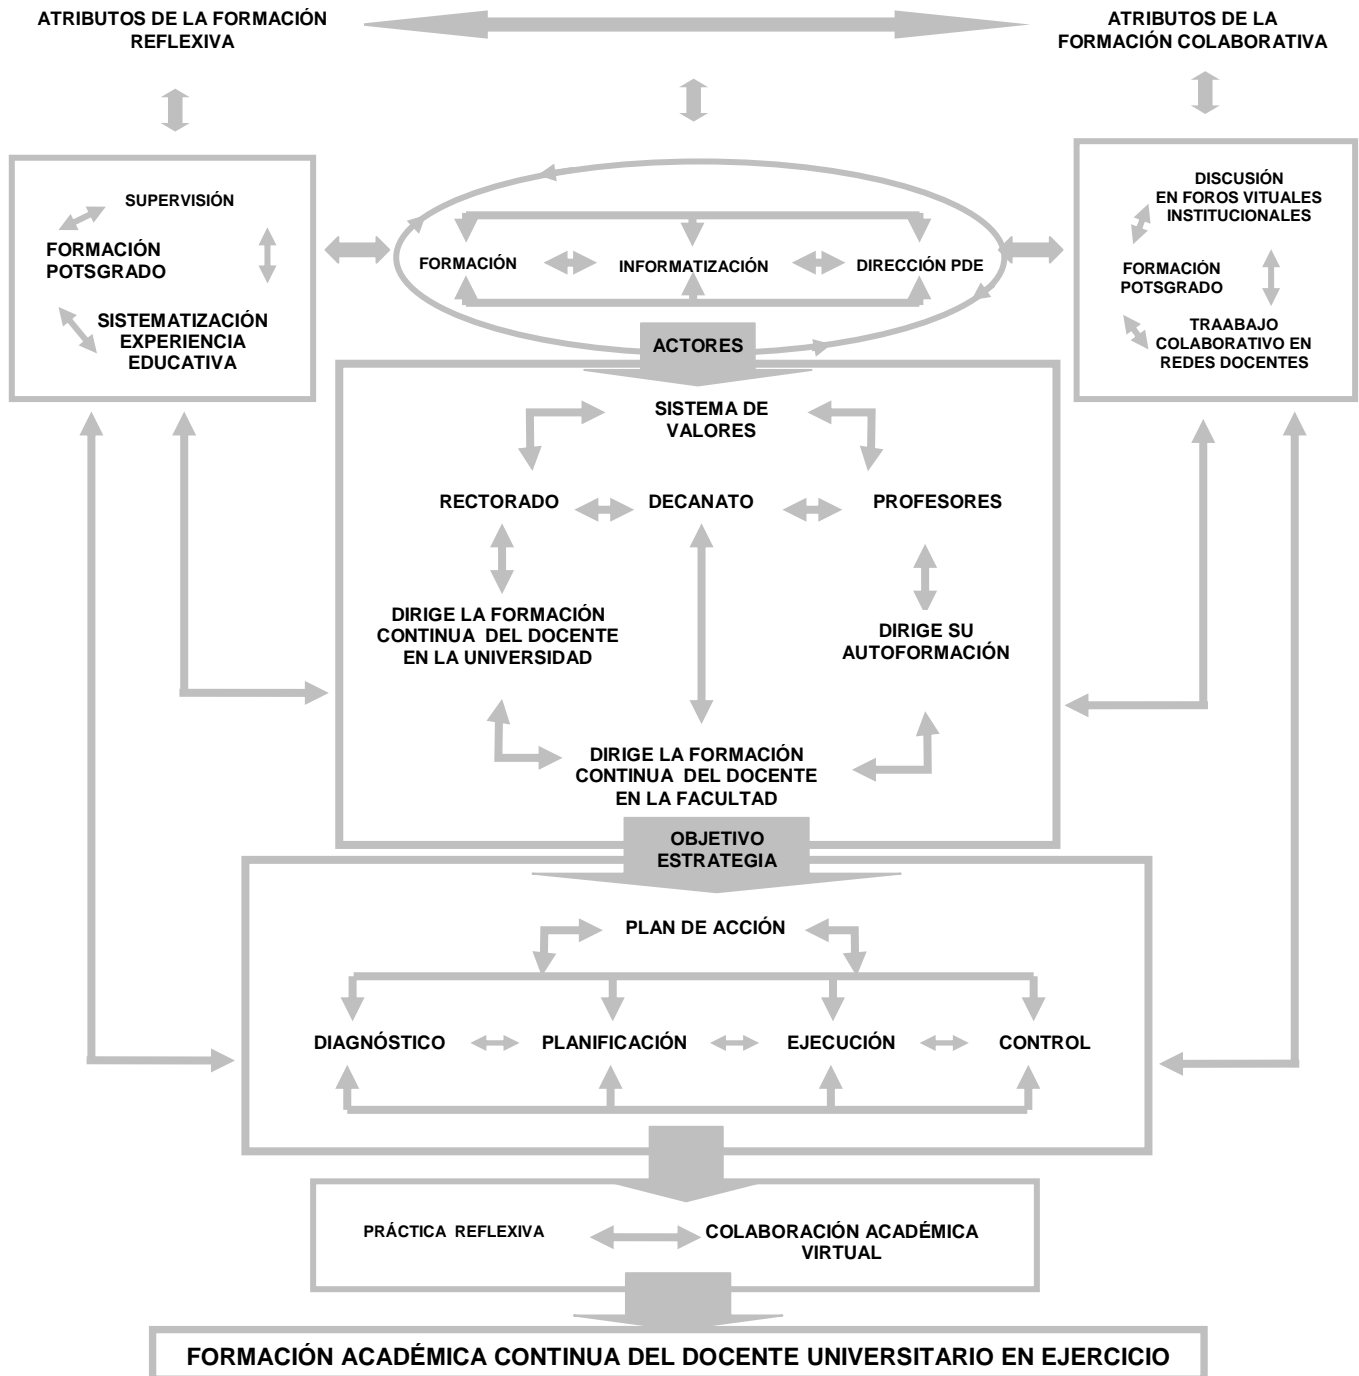 ATRIBUTOS DE LA FORMACIÓN
REFLEXIVA
ATRIBUTOS DE LA
FORMACIÓN COLABORATIVA
SUPERVISIÓN
FORMACIÓN
POTSGRADO
SISTEMATIZACIÓN
EXPERIENCIA
EDUCATIVA
FORMACIÓN
INFORMATIZACIÓN
DIRECCIÓN PDE
DISCUSIÓN
EN FOROS VITUALES
INSTITUCIONALES
FORMACIÓN
POTSGRADO
TRAABAJO
COLABORATIVO EN
REDES DOCENTES
ACTORES
SISTEMA DE
VALORES
RECTORADO
DECANATO
PROFESORES
DIRIGE LA FORMACIÓN
CONTINUA DEL DOCENTE
EN LA UNIVERSIDAD
DIRIGE SU
AUTOFORMACIÓN
DIRIGE LA FORMACIÓN
CONTINUA DEL DOCENTE
EN LA FACULTAD
OBJETIVO
ESTRATEGIA
PLAN DE ACCIÓN
DIAGNÓSTICO
PLANIFICACIÓN
EJECUCIÓN
CONTROL
PRÁCTICA REFLEXIVA
COLABORACIÓN ACADÉMICA
VIRTUAL
FORMACIÓN ACADÉMICA CONTINUA DEL DOCENTE UNIVERSITARIO EN EJERCICIO